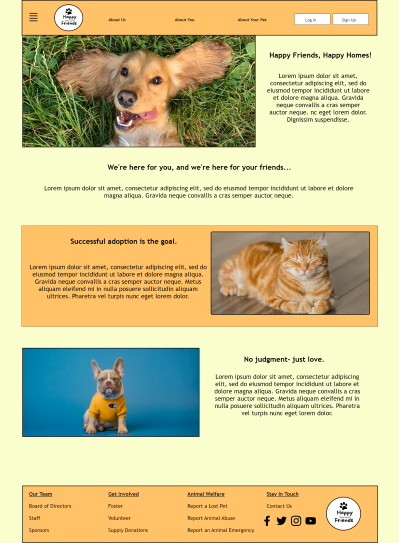 Happy
Friends
About Us
About You
About Your Pet
Log In
Sign Up
Happy Friends, Happy Homes!
Lorem ipsum dolor sit amet,
consectetur adipiscing elit, sed do
eiusmod tempor incididunt ut labore
et dolore magna aliqua. Gravida
neque convallis a cras semper
auctor neque. nc eget lorem dolor.
Dignissim suspendisse.
We're here for you, and we're here for your friends...
Lorem ipsum dolor sit amet, consectetur adipiscing elit, sed do eiusmod tempor incididunt ut labore et dolore
magna aliqua. Gravida neque convallis a cras semper auctor neque.
Successful adoption is the goal.
Lorem ipsum dolor sit amet, consectetur adipiscing elit, sed do
eiusmod tempor incididunt ut labore et dolore magna aliqua.
Gravida neque convallis a cras semper auctor neque. Metus
aliquam eleifend mi in nulla posuere sollicitudin aliquam
ultrices. Pharetra vel turpis nunc eget lorem dolor.
No judgment- just love.
Lorem ipsum dolor sit amet, consectetur adipiscing
elit, sed do eiusmod tempor incididunt ut labore et
dolore magna aliqua. Gravida neque convallis a cras
semper auctor neque. Metus aliquam eleifend mi in
nulla posuere sollicitudin aliquam ultrices. Pharetra
vel turpis nunc eget lorem dolor.
Our Team
Board of Directors
Staff
Sponsors
Get Involved
Foster
Volunteer
Supply Donations
Animal Welfare
Report a Lost Pet
Report Animal Abuse
Report an Animal Emergency
Stay In Touch
Contact Us
Happy
Friends